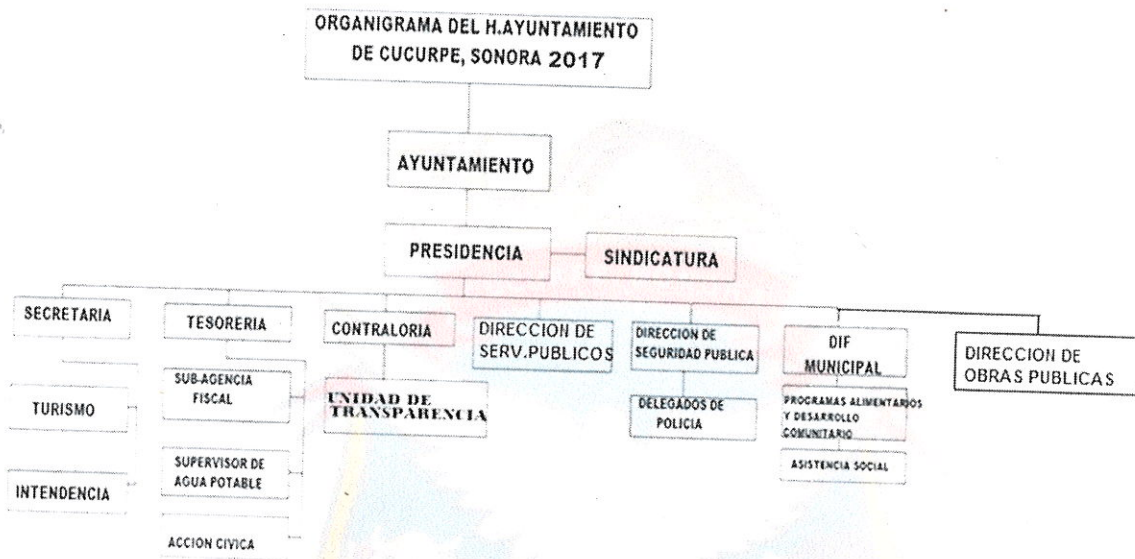 ORGANIGRAMA DEL H.AYUNTAMIENTO
DE CUCURPE, SONORA 2017
AYUNTAMIENTO
PRESIDENCIA
SINDICATURA
SECRETARIA
TESORERIA
CONTRALORIA
DIRECCION DE
SERV.PUBLICOS
DIRECCION DE
SEGURIDAD PUBLICA
DIF
MUNICIPAL
DIRECCION DE
OBRAS PUBLICAS
TURISMO
INTENDENCIA
SUB-AGENCIA
FISCAL
SUPERVISOR DE
AGUA POTABLE
ACCION CIVICA
UNIDAD DE
TRANSPARENCIA
DELEGADOS DE
POLICIA
PROGRAMAS ALIMENTARIOS
Y DESARROLLO
COMUNITARIO
ASISTENCIA SOCIAL